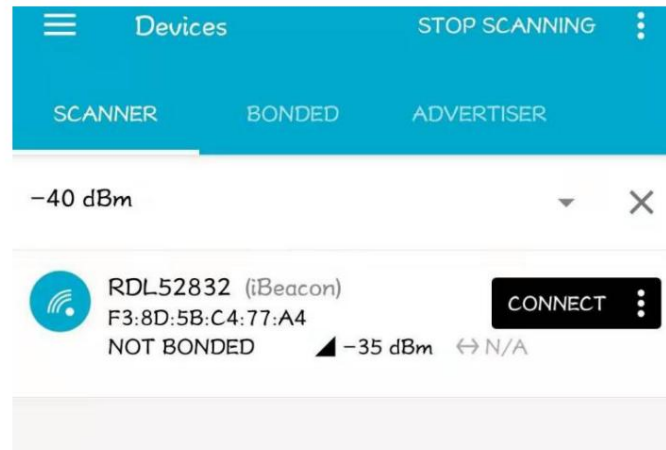 Devices STOP SCANNING
SCANNER BONDED ADVERTISER
−40 dBm
RDL52832 (iBeacon)
F3:8D:5B:C4:77:A4
CONNECT
NOT BONDED −35 dBm N/A